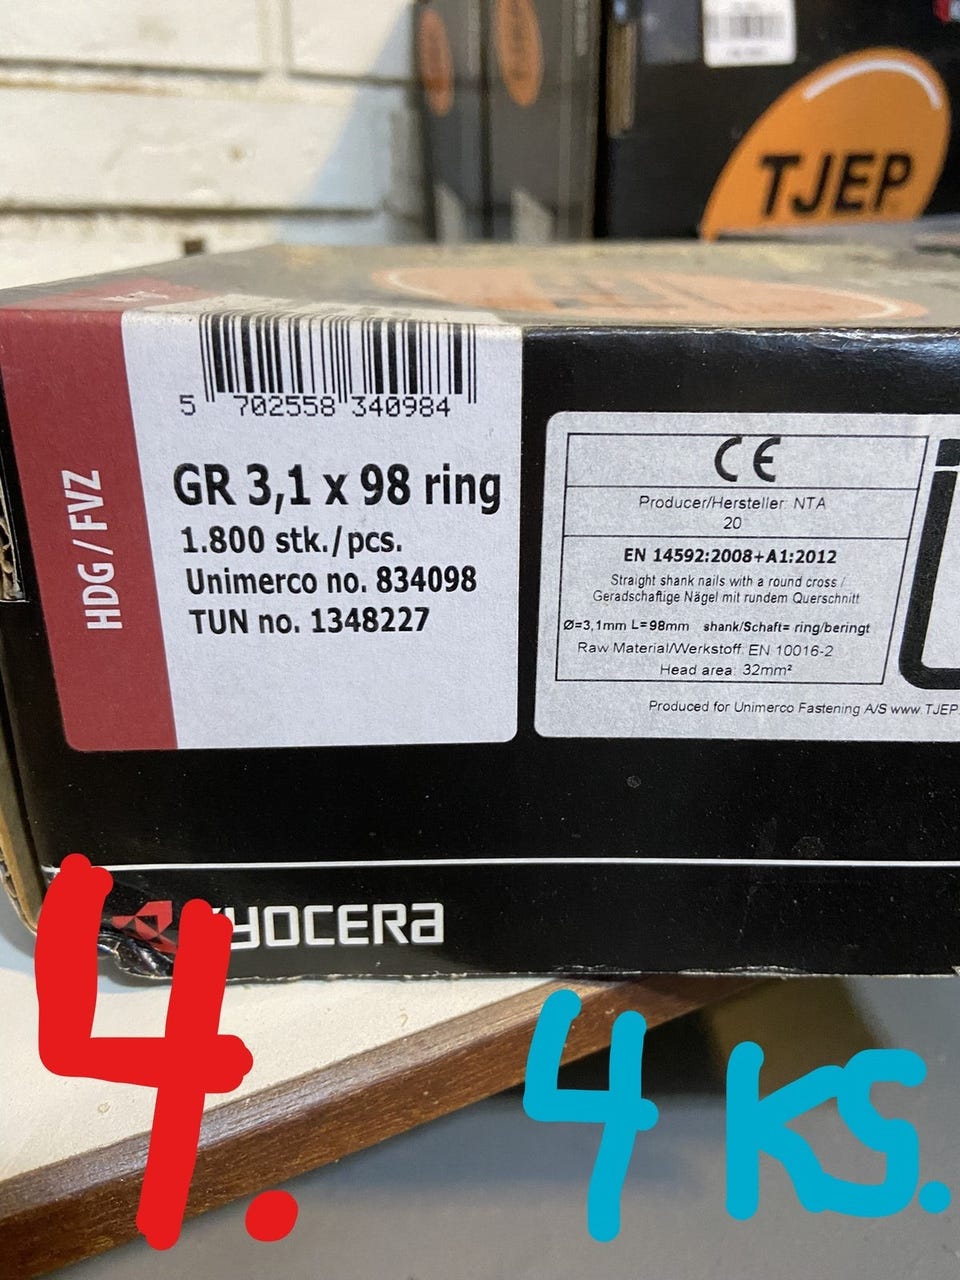 TJEP
5 702558 340984
HDG / FVZ
GR 3,1 x 98 ring
1.800 stk./pcs.
Unimerco no. 834098
TUN no. 1348227
CE
Producer/Hersteller: NTA
20
EN 14592:2008+A1:2012
Straight shank nails with a round cross /
Geradschaftige Nägel mit rundem Querschnitt
Ø=3,1mm L=98mm shank/Schaft= ring/beringt
Raw Material/Werkstoff: EN 10016-2
Head area: 32mm²
Produced for Unimerco Fastening A/S www.TJEP.
KYOCERA
4.
4 KS.